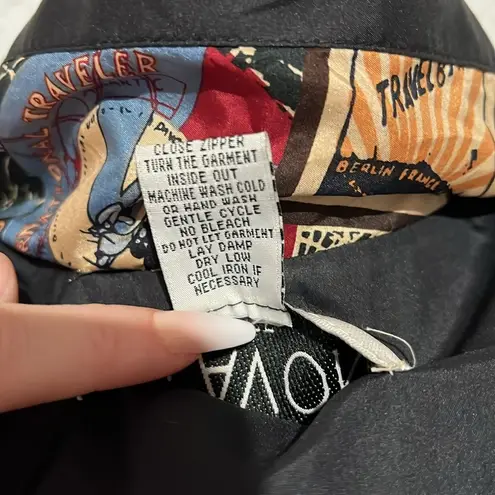 TRAVELER
TRAVEL
BERLIN FRANCE
CLOSE ZIPPER
TURN THE GARMENT
INSIDE OUT
MACHINE WASH COLD
OR HAND WASH
GENTLE CYCLE
NO BLEACH
DO NOT LET GARMENT
LAY DAMP
DRY LOW
COOL IRON IF
NECESSARY
OVA